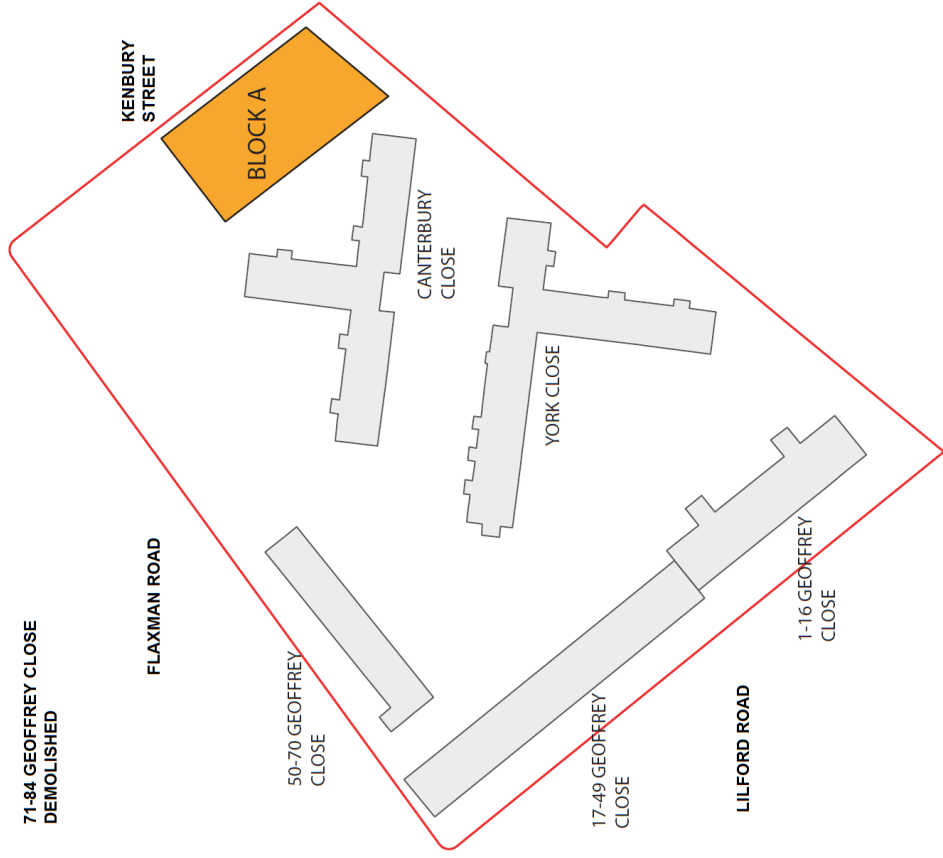 71-84 GEOFFREY CLOSE
DEMOLISHED
FLAXMAN ROAD
KENBURY
STREET
BLOCK A
CANTERBURY
CLOSE
YORK CLOSE
50-70 GEOFFREY
CLOSE
17-49 GEOFFREY
CLOSE
1-16 GEOFFREY
CLOSE
LILFORD ROAD